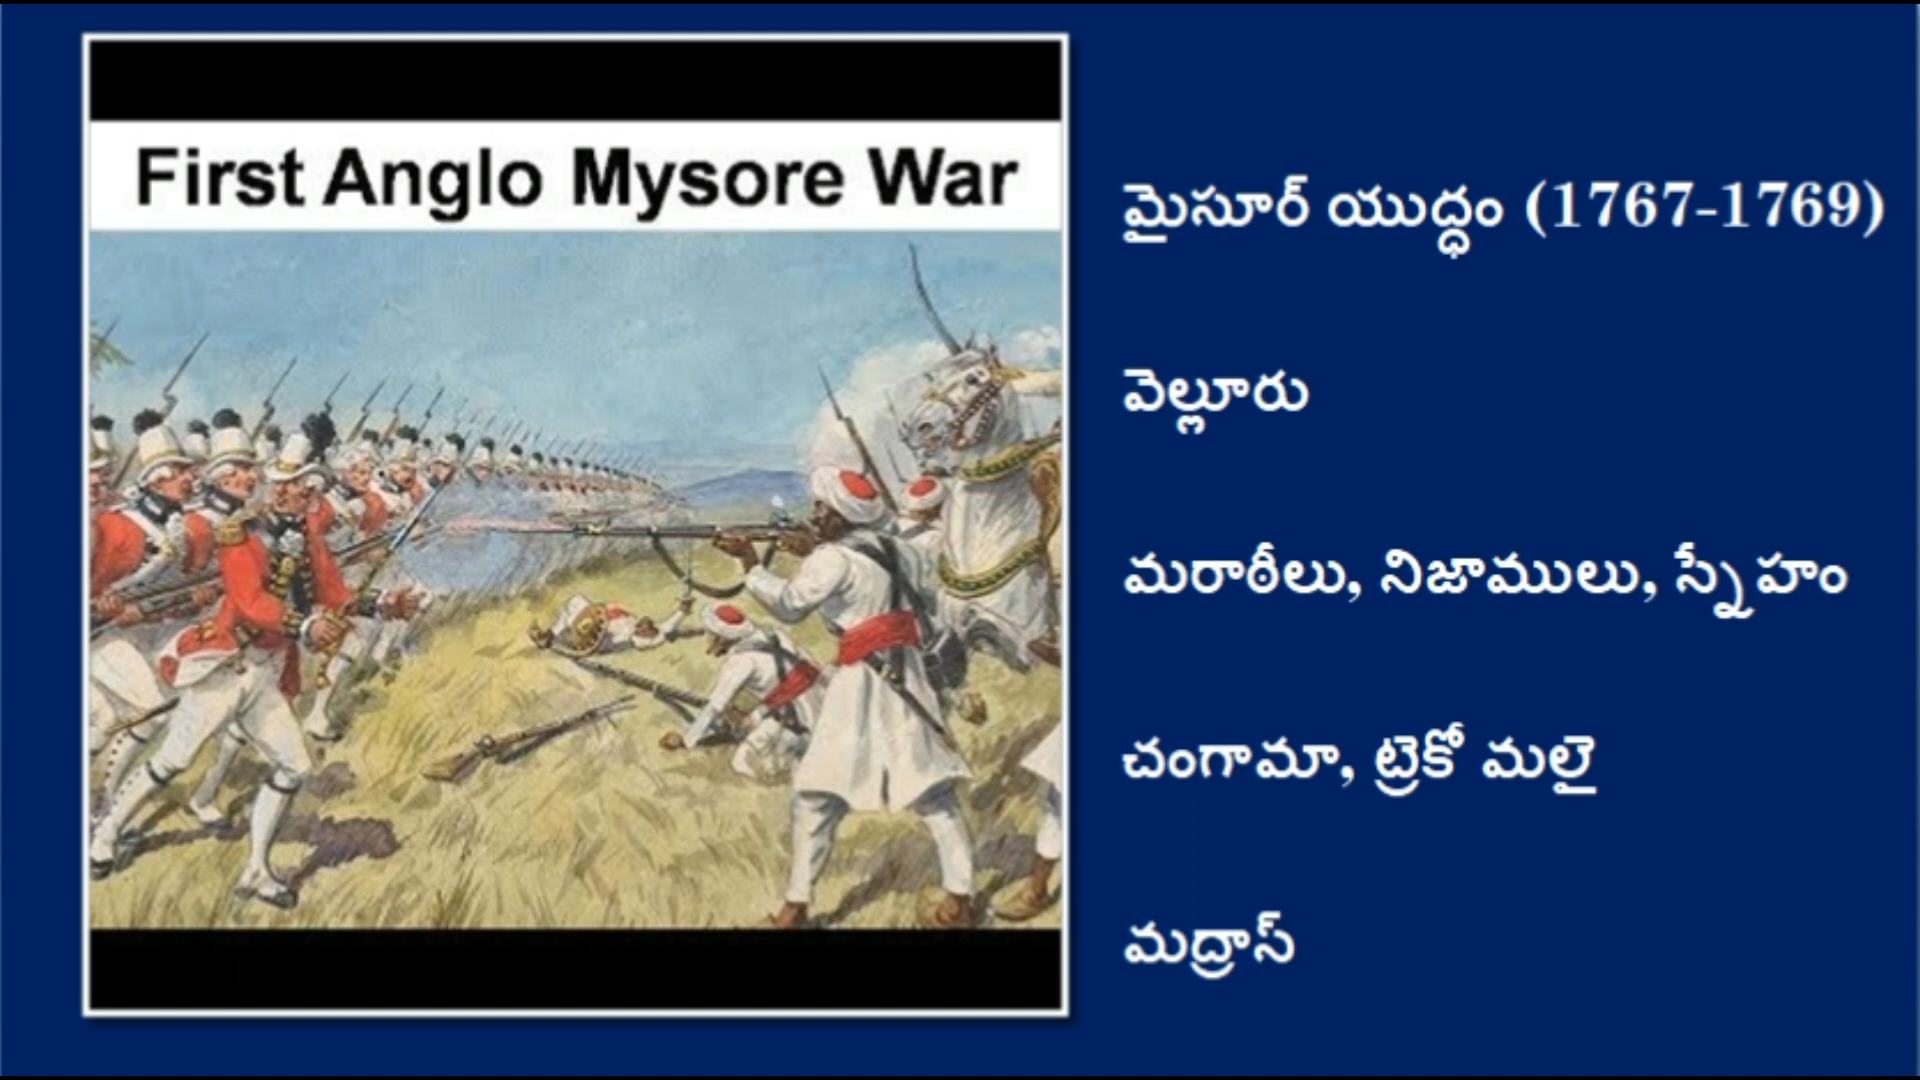 First Anglo Mysore War
మైసూర్ యుద్ధం (1767-1769)
వెల్లూరు
మరాఠీలు, నిజాములు, స్నేహం
చంగామా, ట్రికో మలై
మద్రాస్